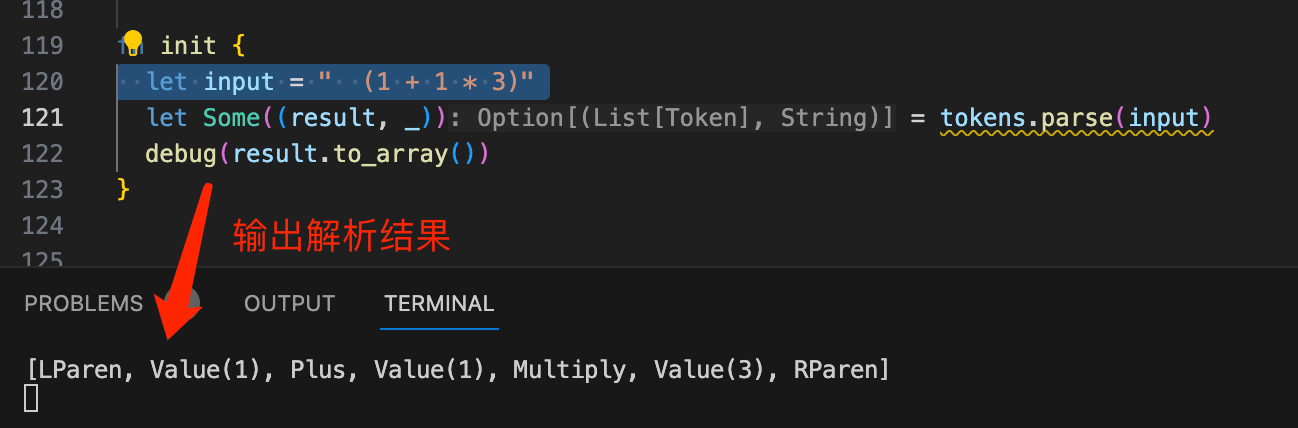 118
119 fn init {
120 let input = "  (1 + 1 * 3)"
121 let Some((result, _)): Option[(List[Token], String)] = tokens.parse(input)
122 debug(result.to_array())
123 }
124
输出解析结果
125
PROBLEMS OUTPUT TERMINAL
[LParen, Value(1), Plus, Value(1), Multiply, Value(3), RParen]